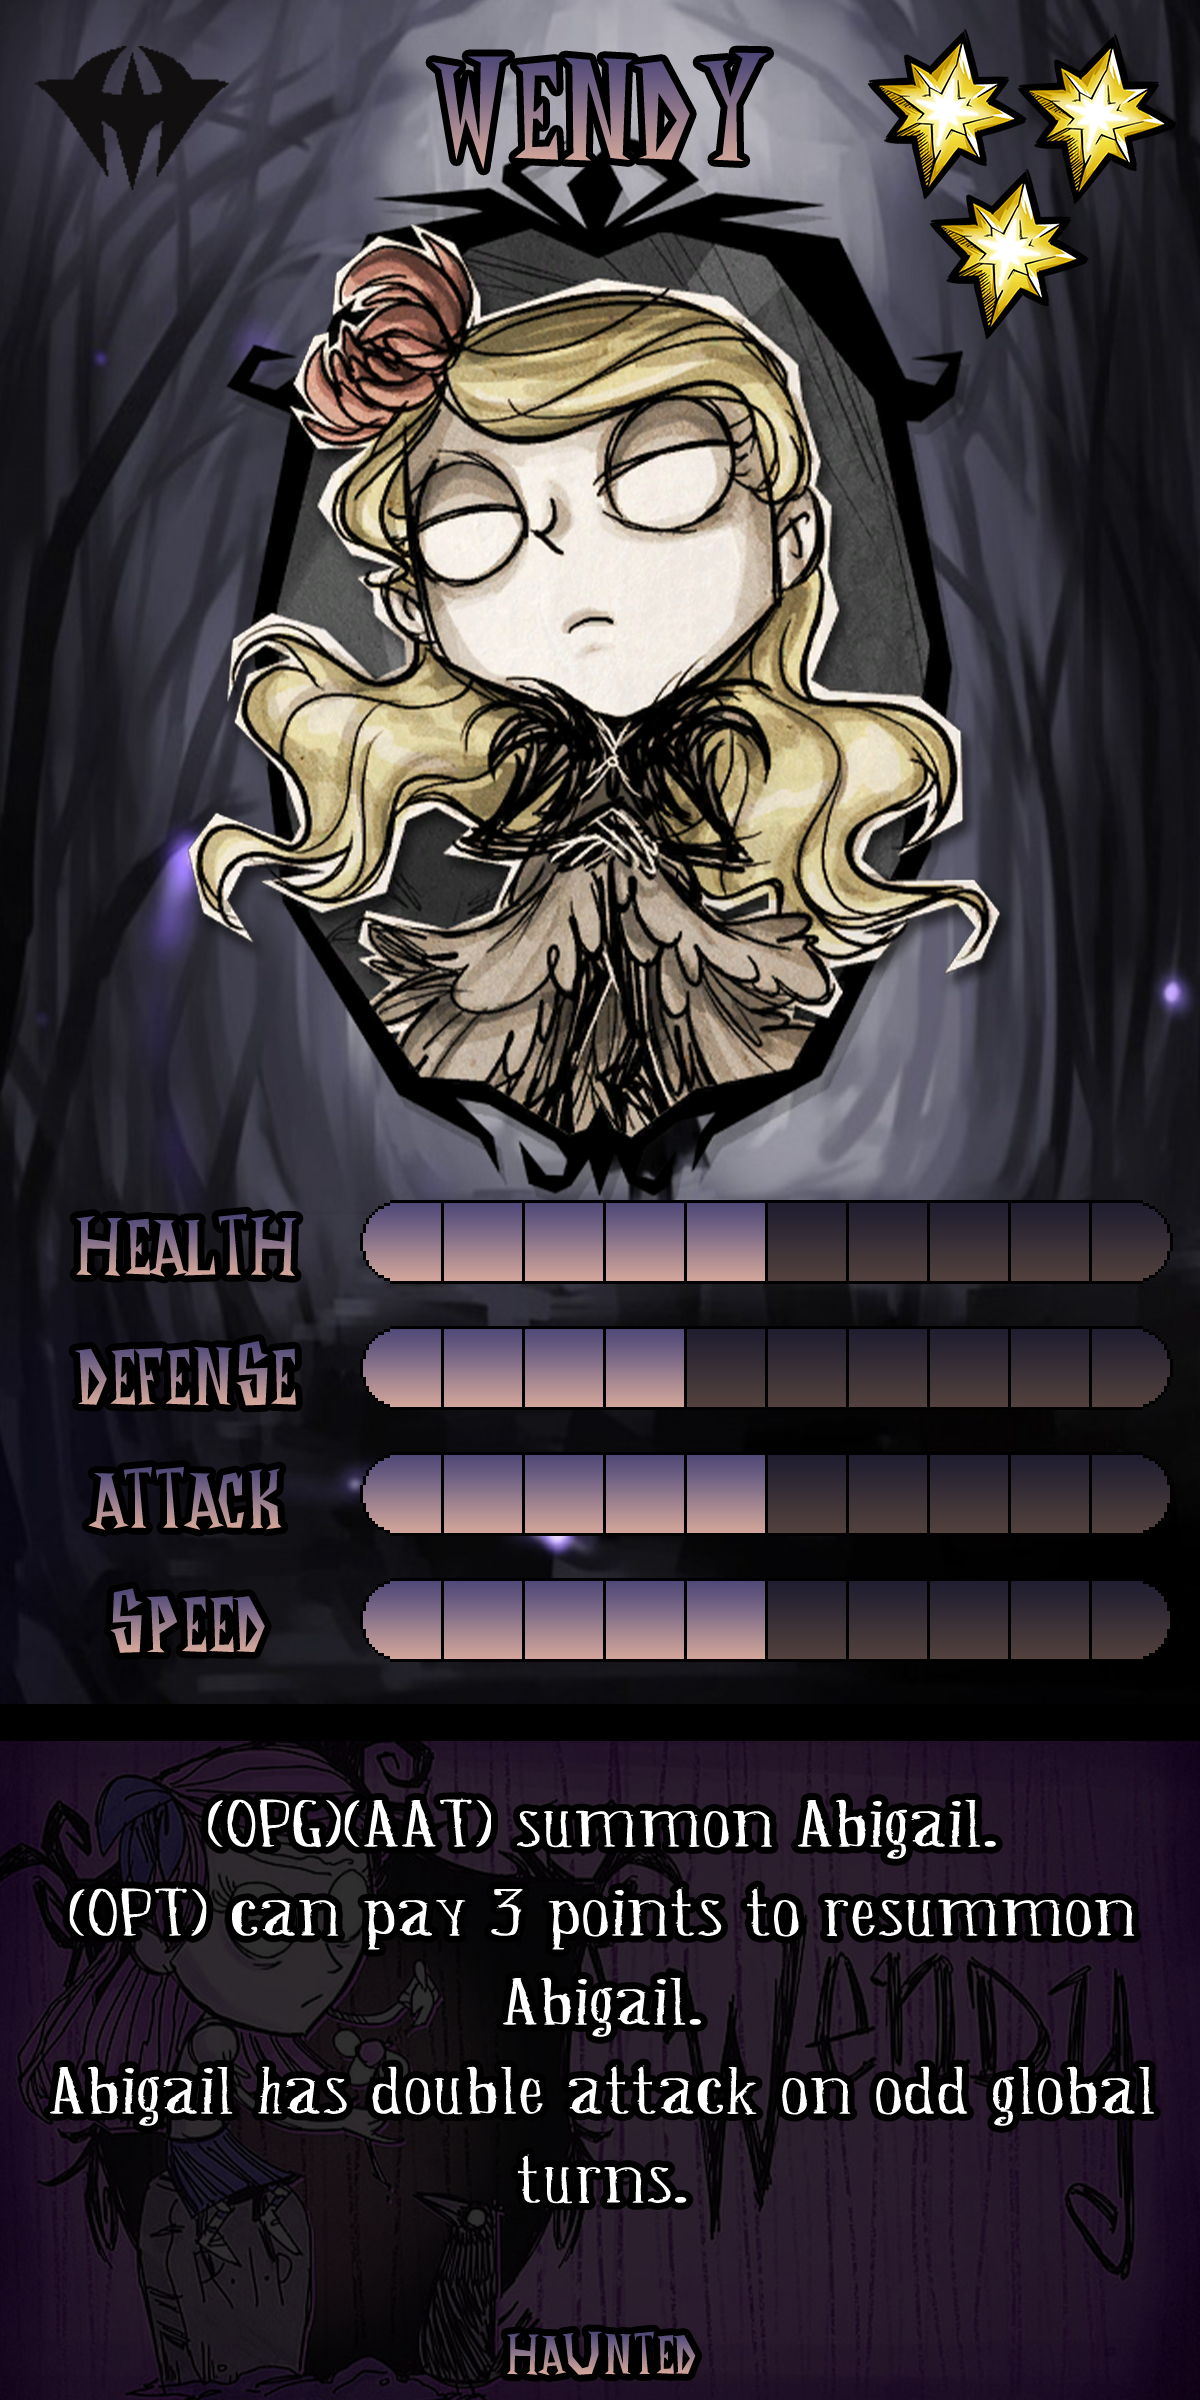 WENDY
HEALTH
DEFENSE
ATTACK
SPEED
(OPG)(AAT) summon Abigail.
(OPT) can pay 3 points to resummon
Abigail.
Abigail has double attack on odd global
turns.
Wendy
HAUNTED